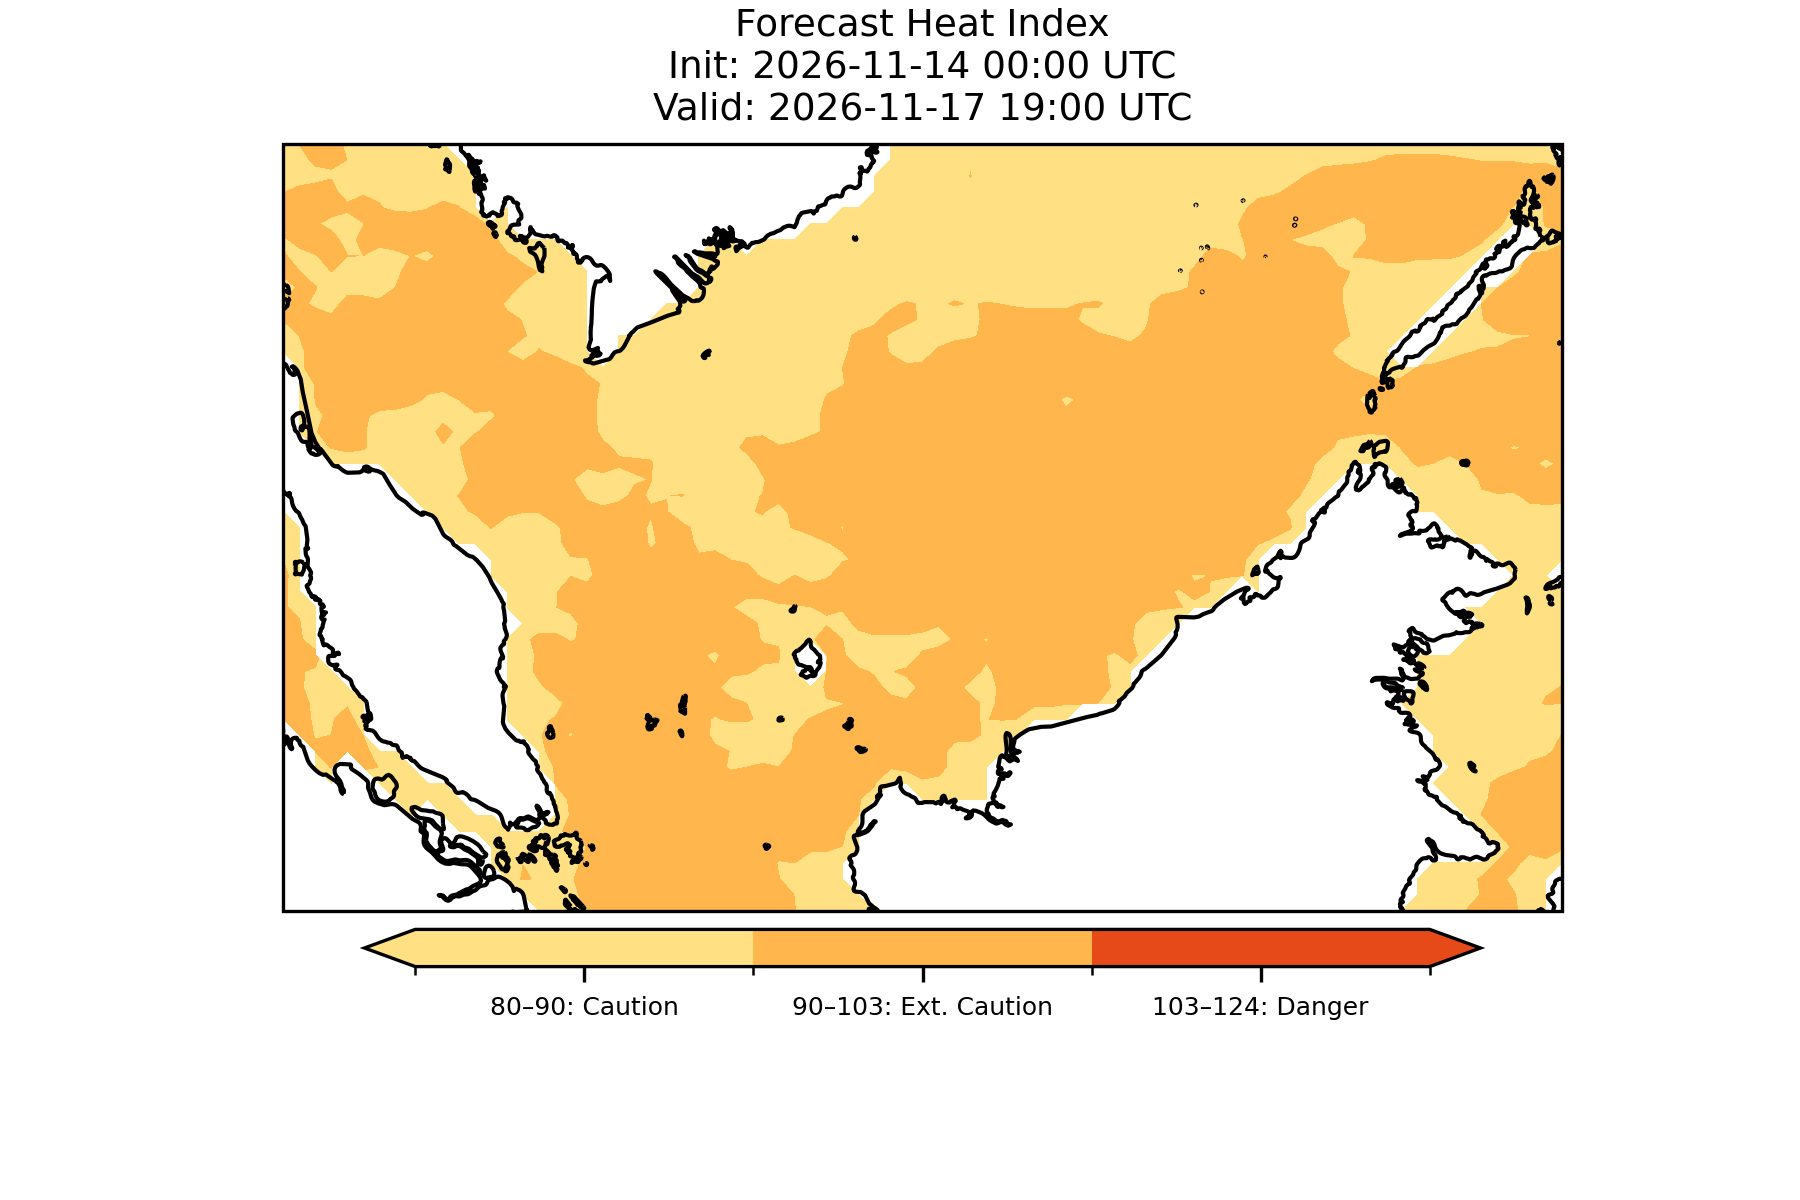 Forecast Heat Index
Init: 2026-11-14 00:00 UTC
Valid: 2026-11-17 19:00 UTC
80–90: Caution
90–103: Ext. Caution
103–124: Danger